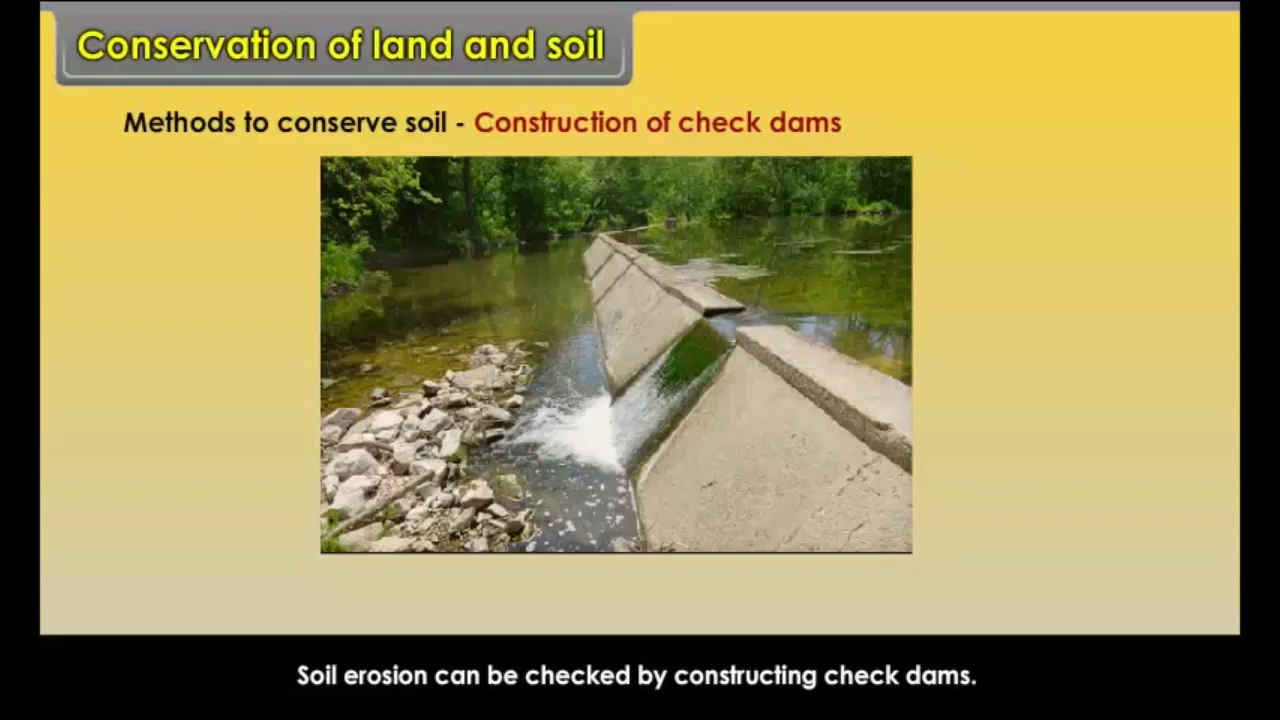 Conservation of land and soil
Methods to conserve soil - Construction of check dams
Soil erosion can be checked by constructing check dams.